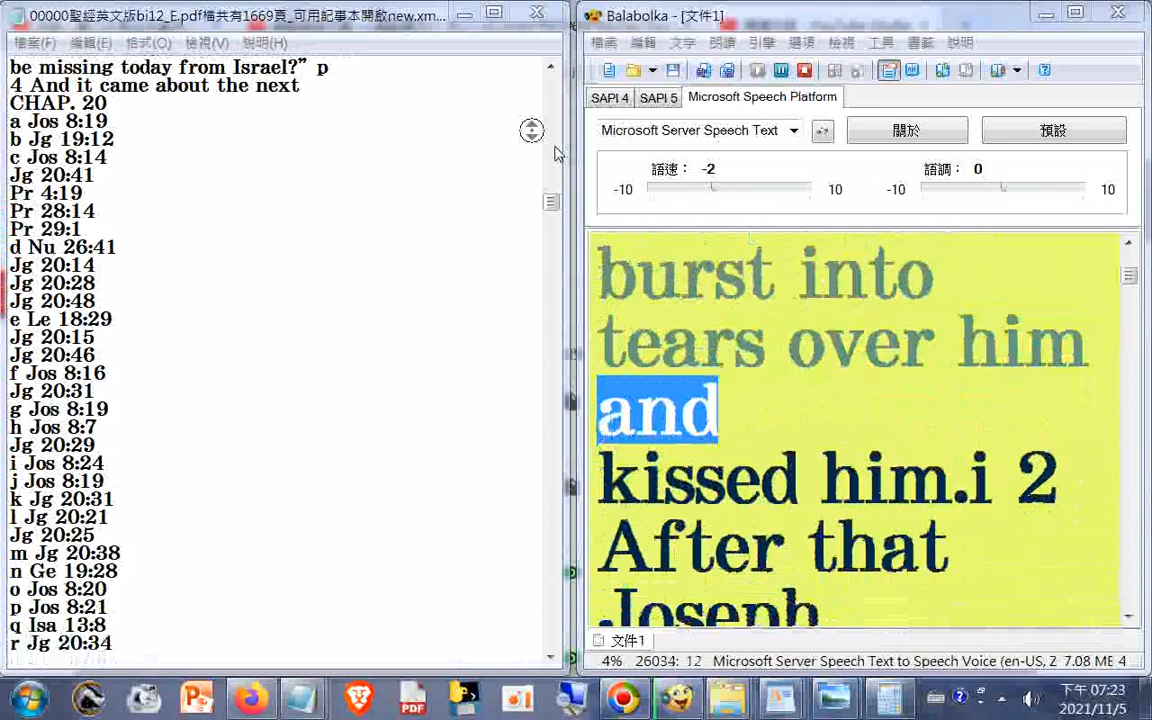 00000聖經英文版bi12_E.pdf檔共有1669頁_可用記事本開啟new.xm...
檔案(F) 編輯(E) 格式(O) 檢視(V) 說明(H)
be missing today from Israel?” p
4 And it came about the next
CHAP. 20
a Jos 8:19
b Jg 19:12
c Jos 8:14
Jg 20:41
Pr 4:19
Pr 28:14
Pr 29:1
d Nu 26:41
Jg 20:14
Jg 20:28
Jg 20:48
e Le 18:29
Jg 20:15
Jg 20:46
f Jos 8:16
Jg 20:31
g Jos 8:19
h Jos 8:7
Jg 20:29
i Jos 8:24
j Jos 8:19
k Jg 20:31
l Jg 20:21
Jg 20:25
m Jg 20:38
n Ge 19:28
o Jos 8:20
p Jos 8:21
q Isa 13:8
r Jg 20:34
Balabolka - [文件1]
檔案 編輯 文字 朗讀 引擎 選項 檢視 工具 書籤 說明
SAPI 4 SAPI 5 Microsoft Speech Platform
Microsoft Server Speech Text 關於 預設
語速： -2 語調： 0
-10 10 -10 10
burst into
tears over him
and
kissed him.i 2
After that
Joseph
文件1
4% 26034: 12 Microsoft Server Speech Text to Speech Voice (en-US, Z 7.08 ME 4
PDF
下午 07:23
2021/11/5